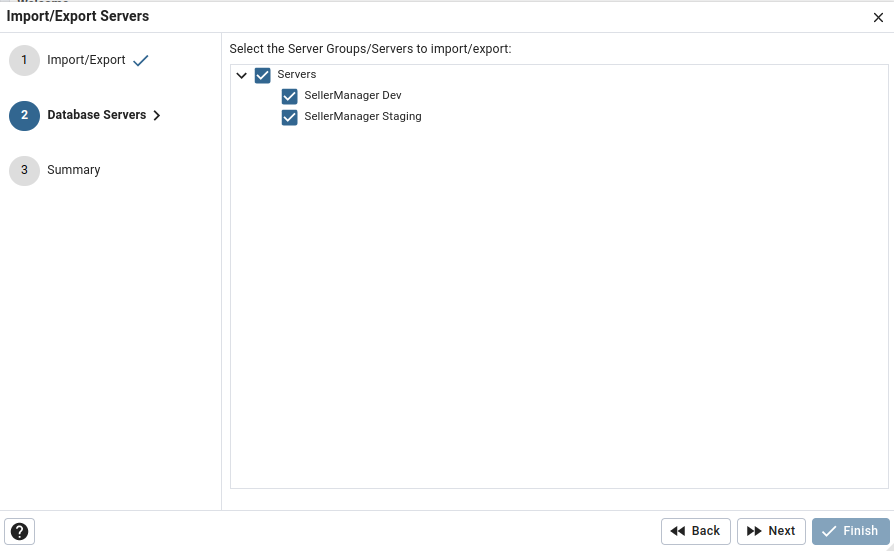 Import/Export Servers
1 Import/Export
2 Database Servers
3 Summary
Select the Server Groups/Servers to import/export:
Servers
SellerManager Dev
SellerManager Staging
? Back Next Finish